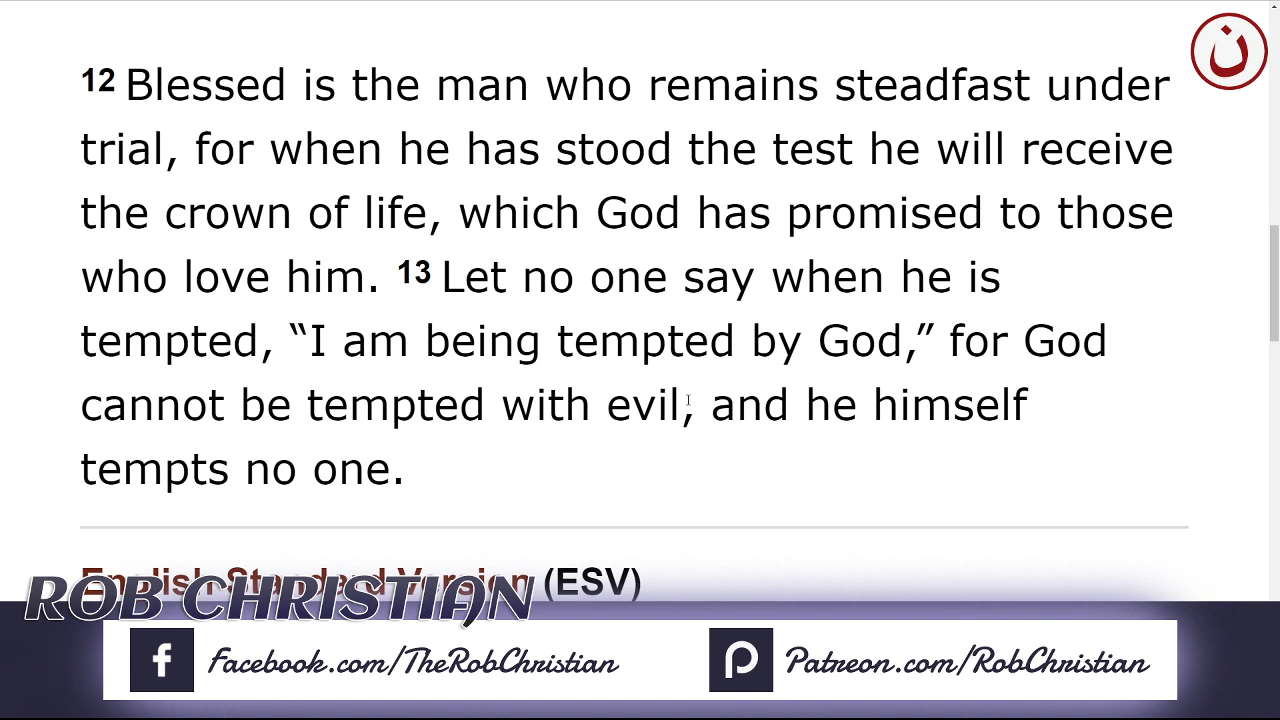 ن
12 Blessed is the man who remains steadfast under
trial, for when he has stood the test he will receive
the crown of life, which God has promised to those
who love him. 13 Let no one say when he is
tempted, “I am being tempted by God,” for God
cannot be tempted with evil, and he himself
tempts no one.
English Standard Version (ESV)
ROB CHRISTIAN
f Facebook.com/TheRobChristian
Patreon.com/RobChristian